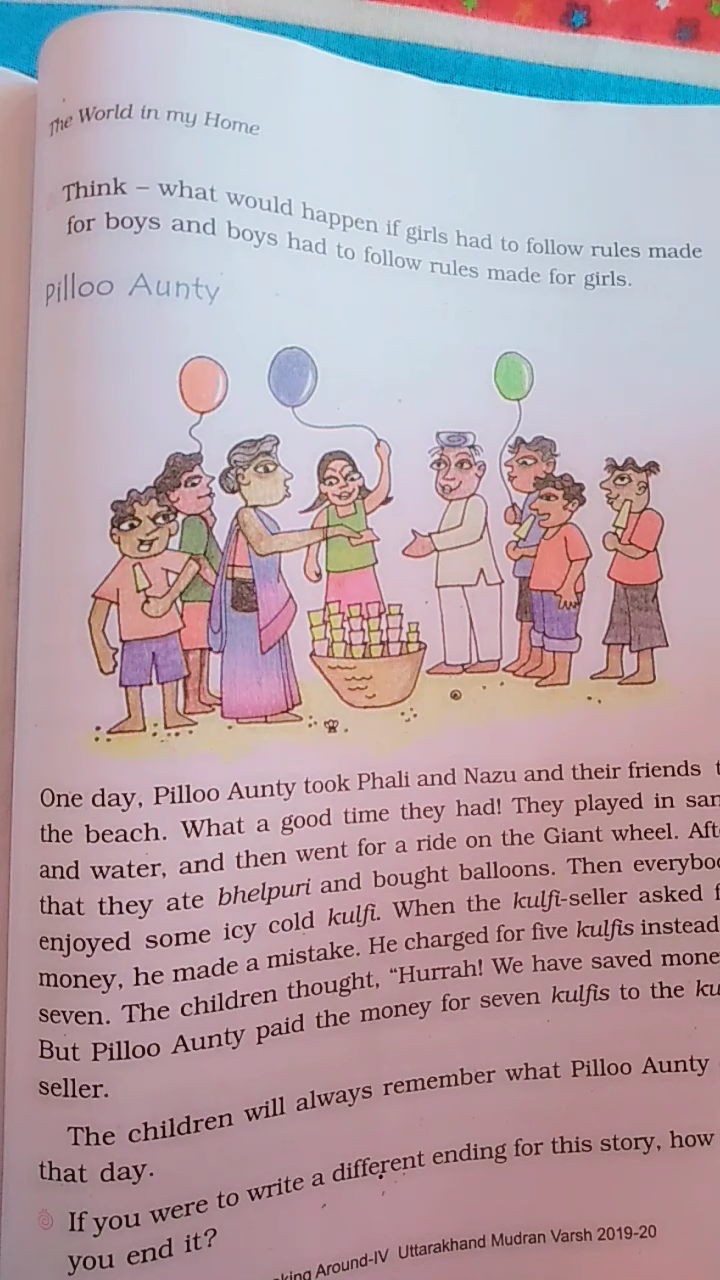 The World in my Home
Think – what would happen if girls had to follow rules made
for boys and boys had to follow rules made for girls.
pilloo Aunty
One day, Pilloo Aunty took Phali and Nazu and their friends
the beach. What a good time they had! They played in
and water, and then went for a ride on the Giant wheel.
that they ate bhelpuri and bought balloons. Then
enjoyed some icy cold kulfi. When the kulfi-seller asked
money, he made a mistake. He charged for five kulfis instead
seven. The children thought, “Hurrah! We have saved
But Pilloo Aunty paid the money for seven kulfis to the
seller.
The children will always remember what Pilloo Aunty
that day.
If you were to write a different ending for this story, how
you end it?
Around-IV Uttarakhand Mudran Varsh 2019-20